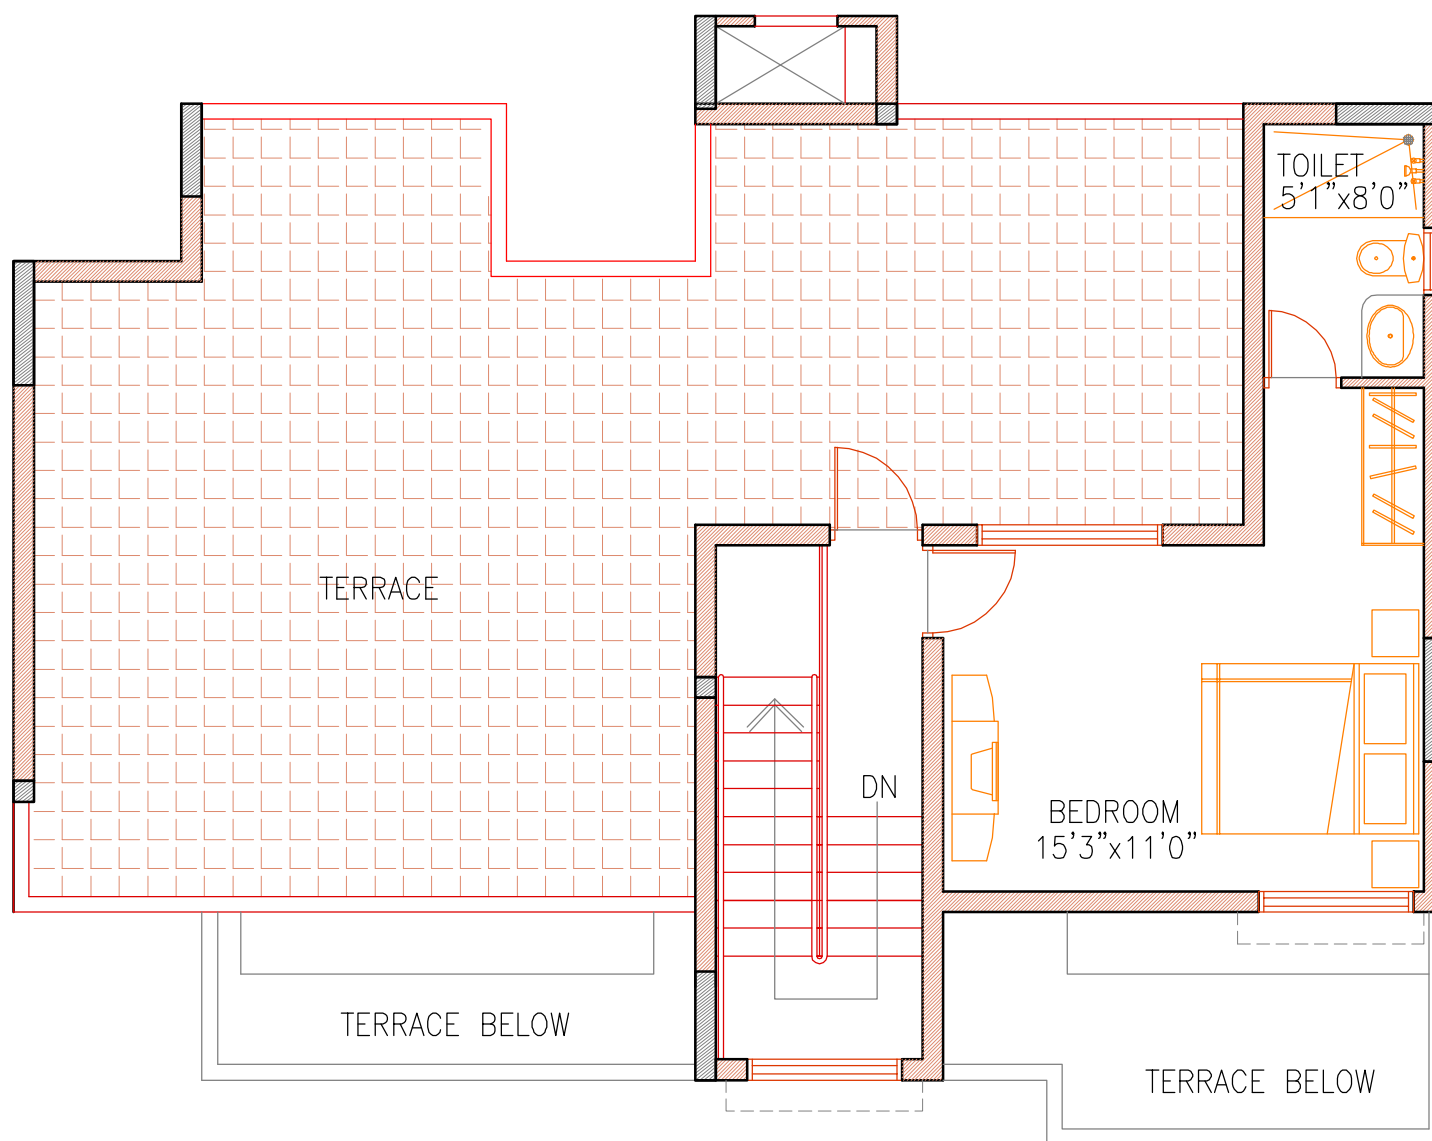 TOILET
5'1"x8'0"
TERRACE
DN
BEDROOM
15'3"x11'0"
TERRACE BELOW
TERRACE BELOW